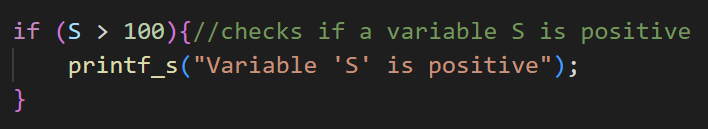 if (S > 100){//checks if a variable S is positive
    printf_s("Variable 'S' is positive");
}